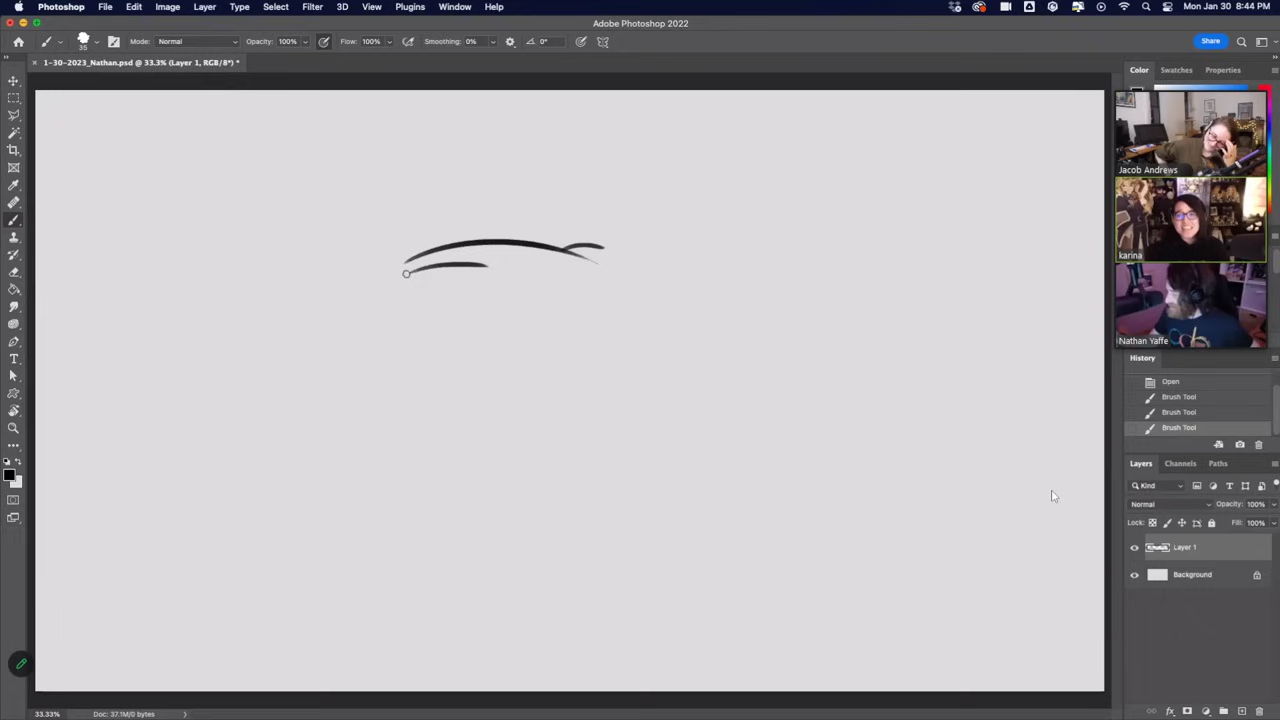 Photoshop File Edit Image Layer Type Select Filter 3D View Plugins Window Help Mon Jan 30 8:44 PM
Adobe Photoshop 2022
35 Mode: Normal Opacity: 100% Flow: 100% Smoothing: 0% 0° Share
1-30-2023_Nathan.psd @ 33.3% (Layer 1, RGB/8*) *
Color Swatches Properties
Jacob Andrews
karina
Nathan Yaffe
History
Open
Brush Tool
Brush Tool
Brush Tool
Layers Channels Paths
Kind
Normal Opacity: 100%
Lock: Fill: 100%
Layer 1
Background
33.33% Doc: 37.1M/0 bytes